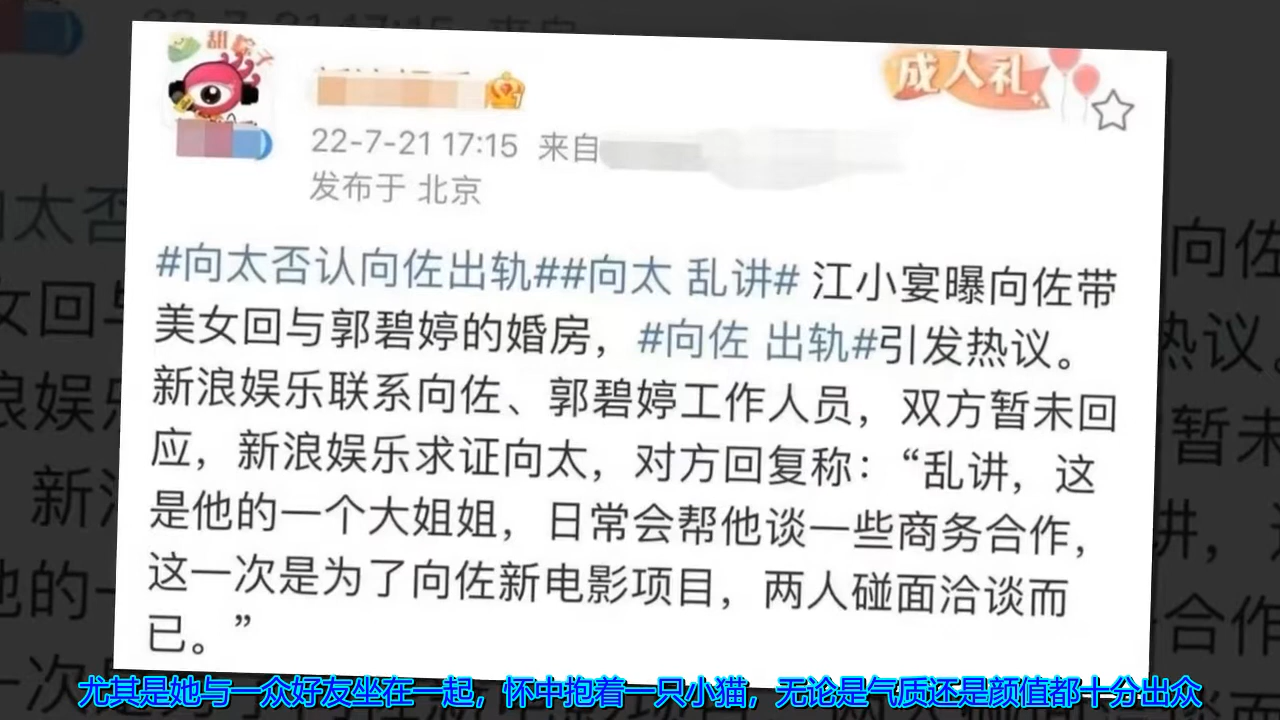 成人礼
22-7-21 17:15 来自
发布于 北京
#向太否认向佐出轨##向太 乱讲# 江小宴曝向佐带
美女回与郭碧婷的婚房，#向佐 出轨#引发热议。
新浪娱乐联系向佐、郭碧婷工作人员，双方暂未回
应，新浪娱乐求证向太，对方回复称：“乱讲，这
是他的一个大姐姐，日常会帮他谈一些商务合作，
这一次是为了向佐新电影项目，两人碰面洽谈而
已。”
尤其是她与一众好友坐在一起，怀中抱着一只小猫，无论是气质还是颜值都十分出众